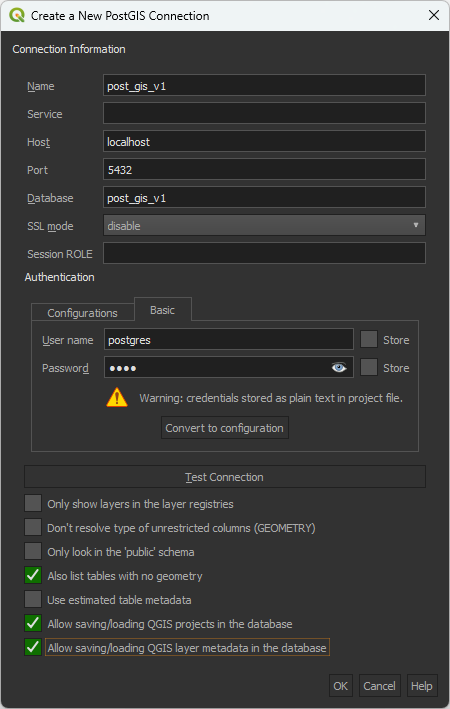 Create a New PostGIS Connection
Connection Information
Name post_gis_v1
Service
Host localhost
Port 5432
Database post_gis_v1
SSL mode disable
Session ROLE
Authentication
Configurations Basic
User name postgres Store
Password •••• Store
Warning: credentials stored as plain text in project file.
Convert to configuration
Test Connection
Only show layers in the layer registries
Don't resolve type of unrestricted columns (GEOMETRY)
Only look in the 'public' schema
Also list tables with no geometry
Use estimated table metadata
Allow saving/loading QGIS projects in the database
Allow saving/loading QGIS layer metadata in the database
OK Cancel Help